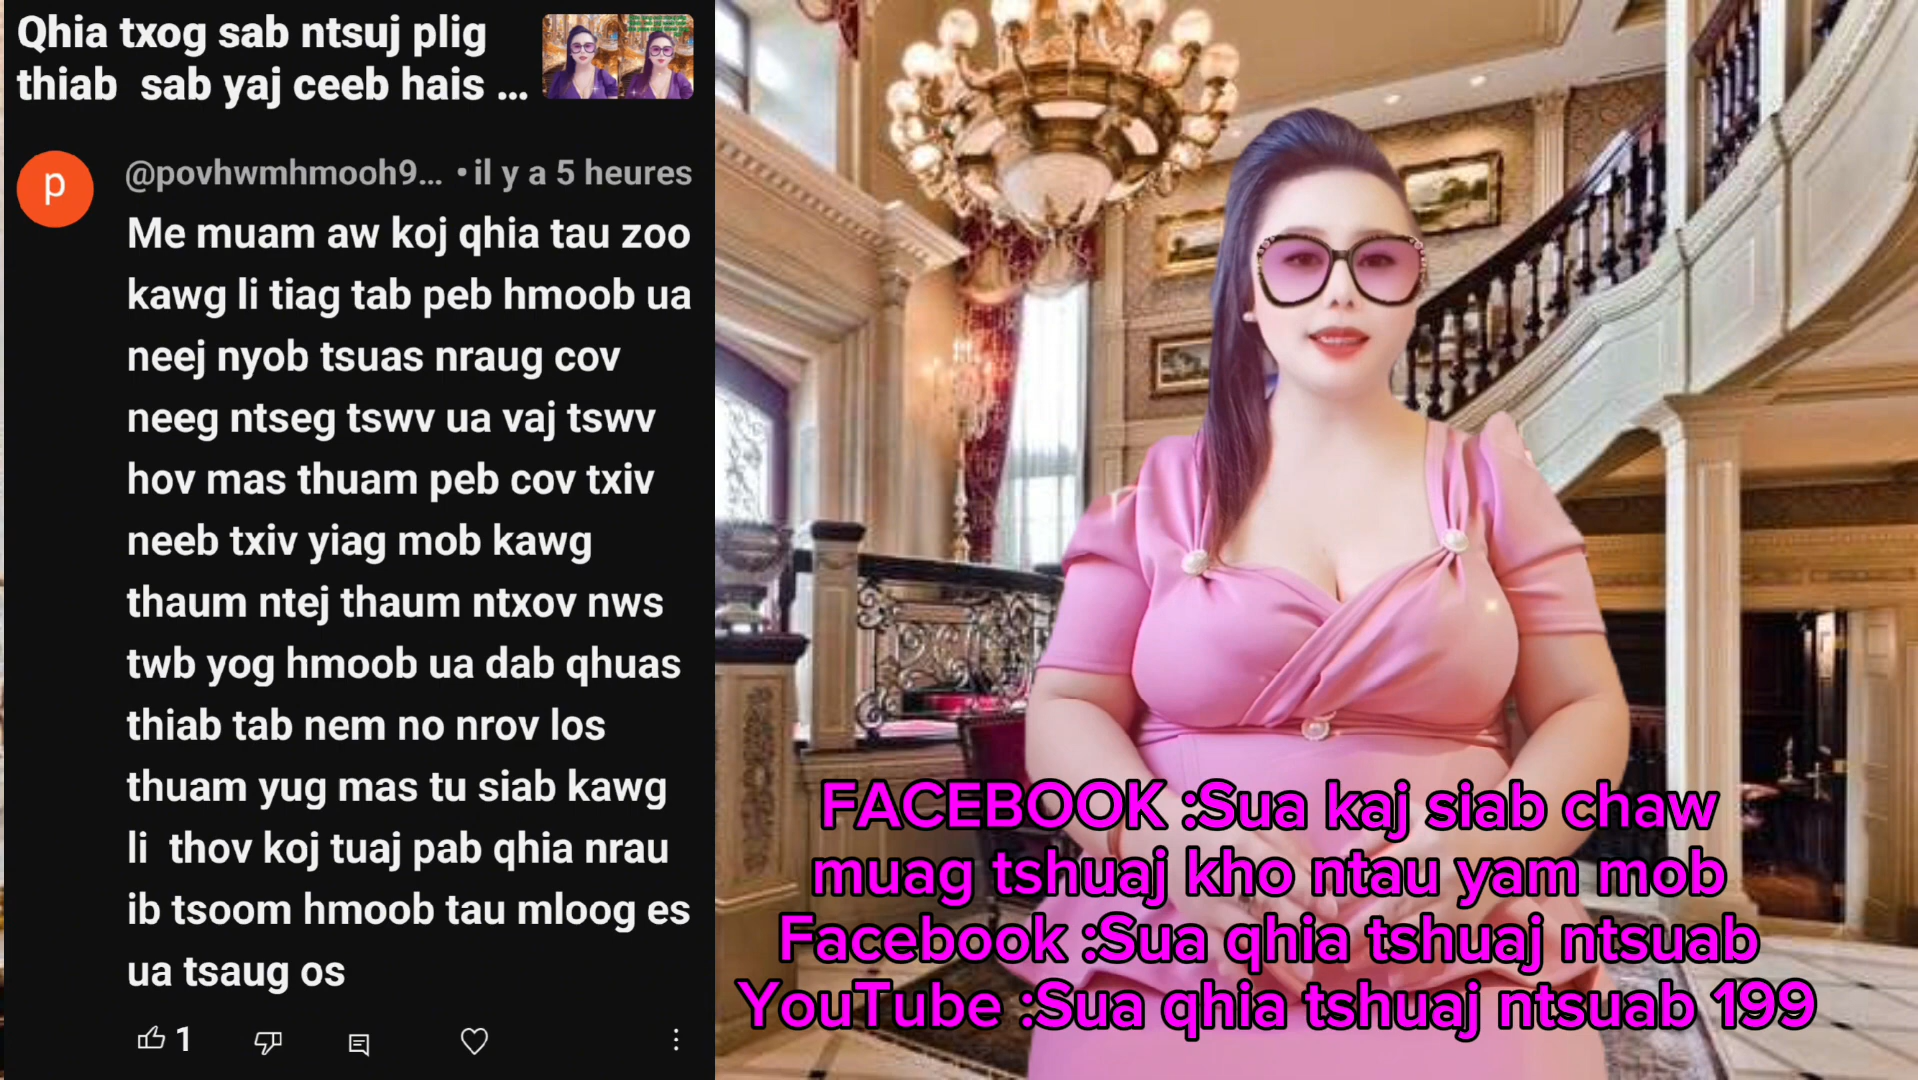 Qhia txog sab ntsuj plig
thiab sab yaj ceeb hais ...
p
@povhwmhmooh9... • il y a 5 heures
Me muam aw koj qhia tau zoo
kawg li tiag tab peb hmoob ua
neej nyob tsuas nraug cov
neeg ntseg tswv ua vaj tswv
hov mas thuam peb cov txiv
neeb txiv yiag mob kawg
thaum ntej thaum ntxov nws
twb yog hmoob ua dab qhuas
thiab tab nem no nrov los
thuam yug mas tu siab kawg
li thov koj tuaj pab qhia nrau
ib tsoom hmoob tau mloog es
ua tsaug os
1
FACEBOOK :Sua kaj siab chaw
muag tshuaj kho ntau yam mob
Facebook :Sua qhia tshuaj ntsuab
YouTube :Sua qhia tshuaj ntsuab 199